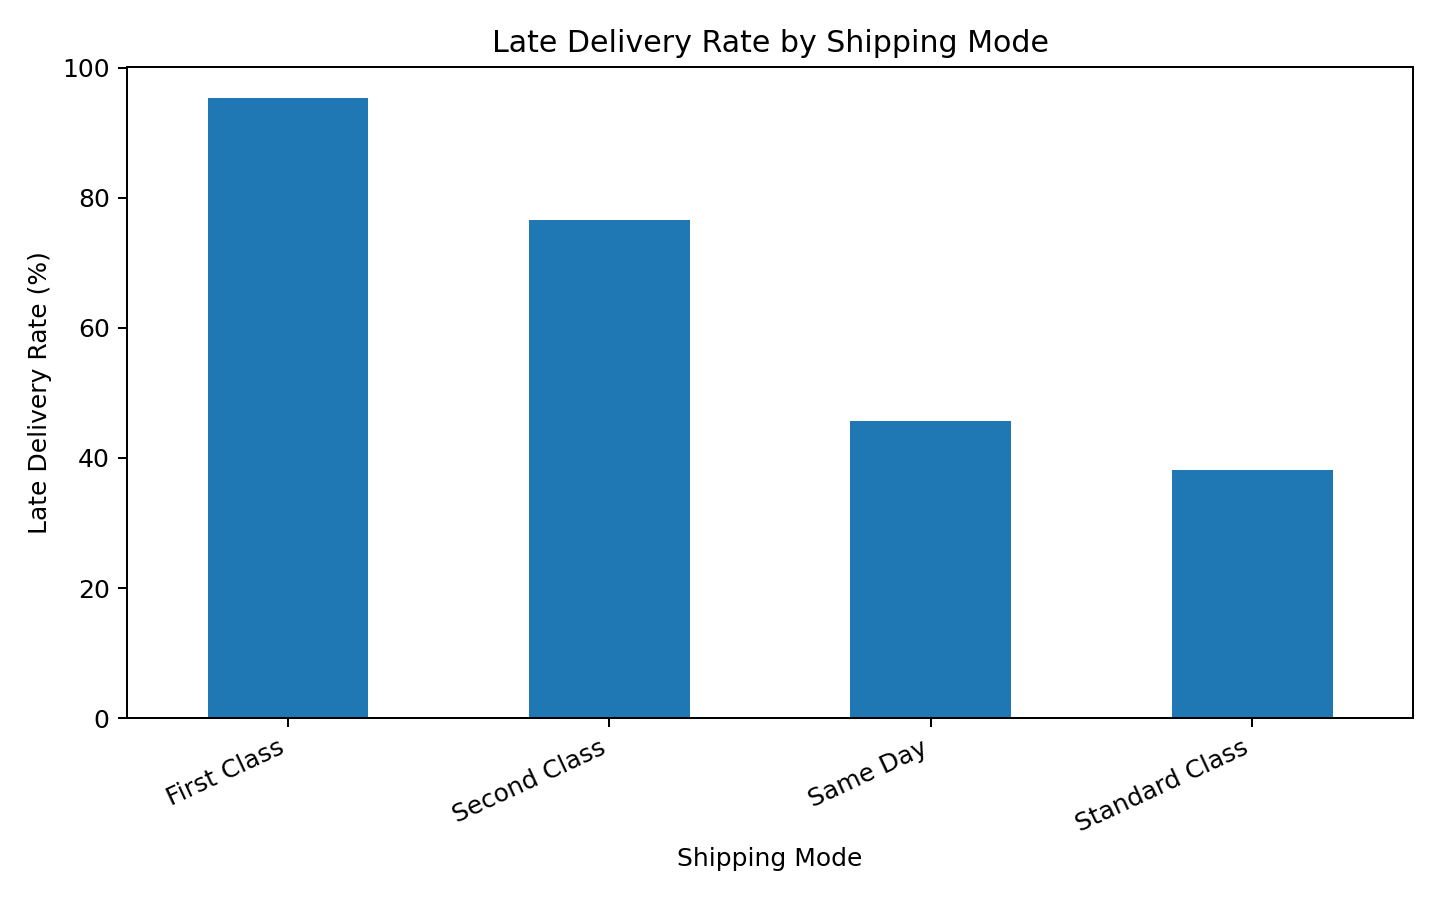 Late Delivery Rate by Shipping Mode
Late Delivery Rate (%)
100
80
60
40
20
0
First Class
Second Class
Same Day
Standard Class
Shipping Mode